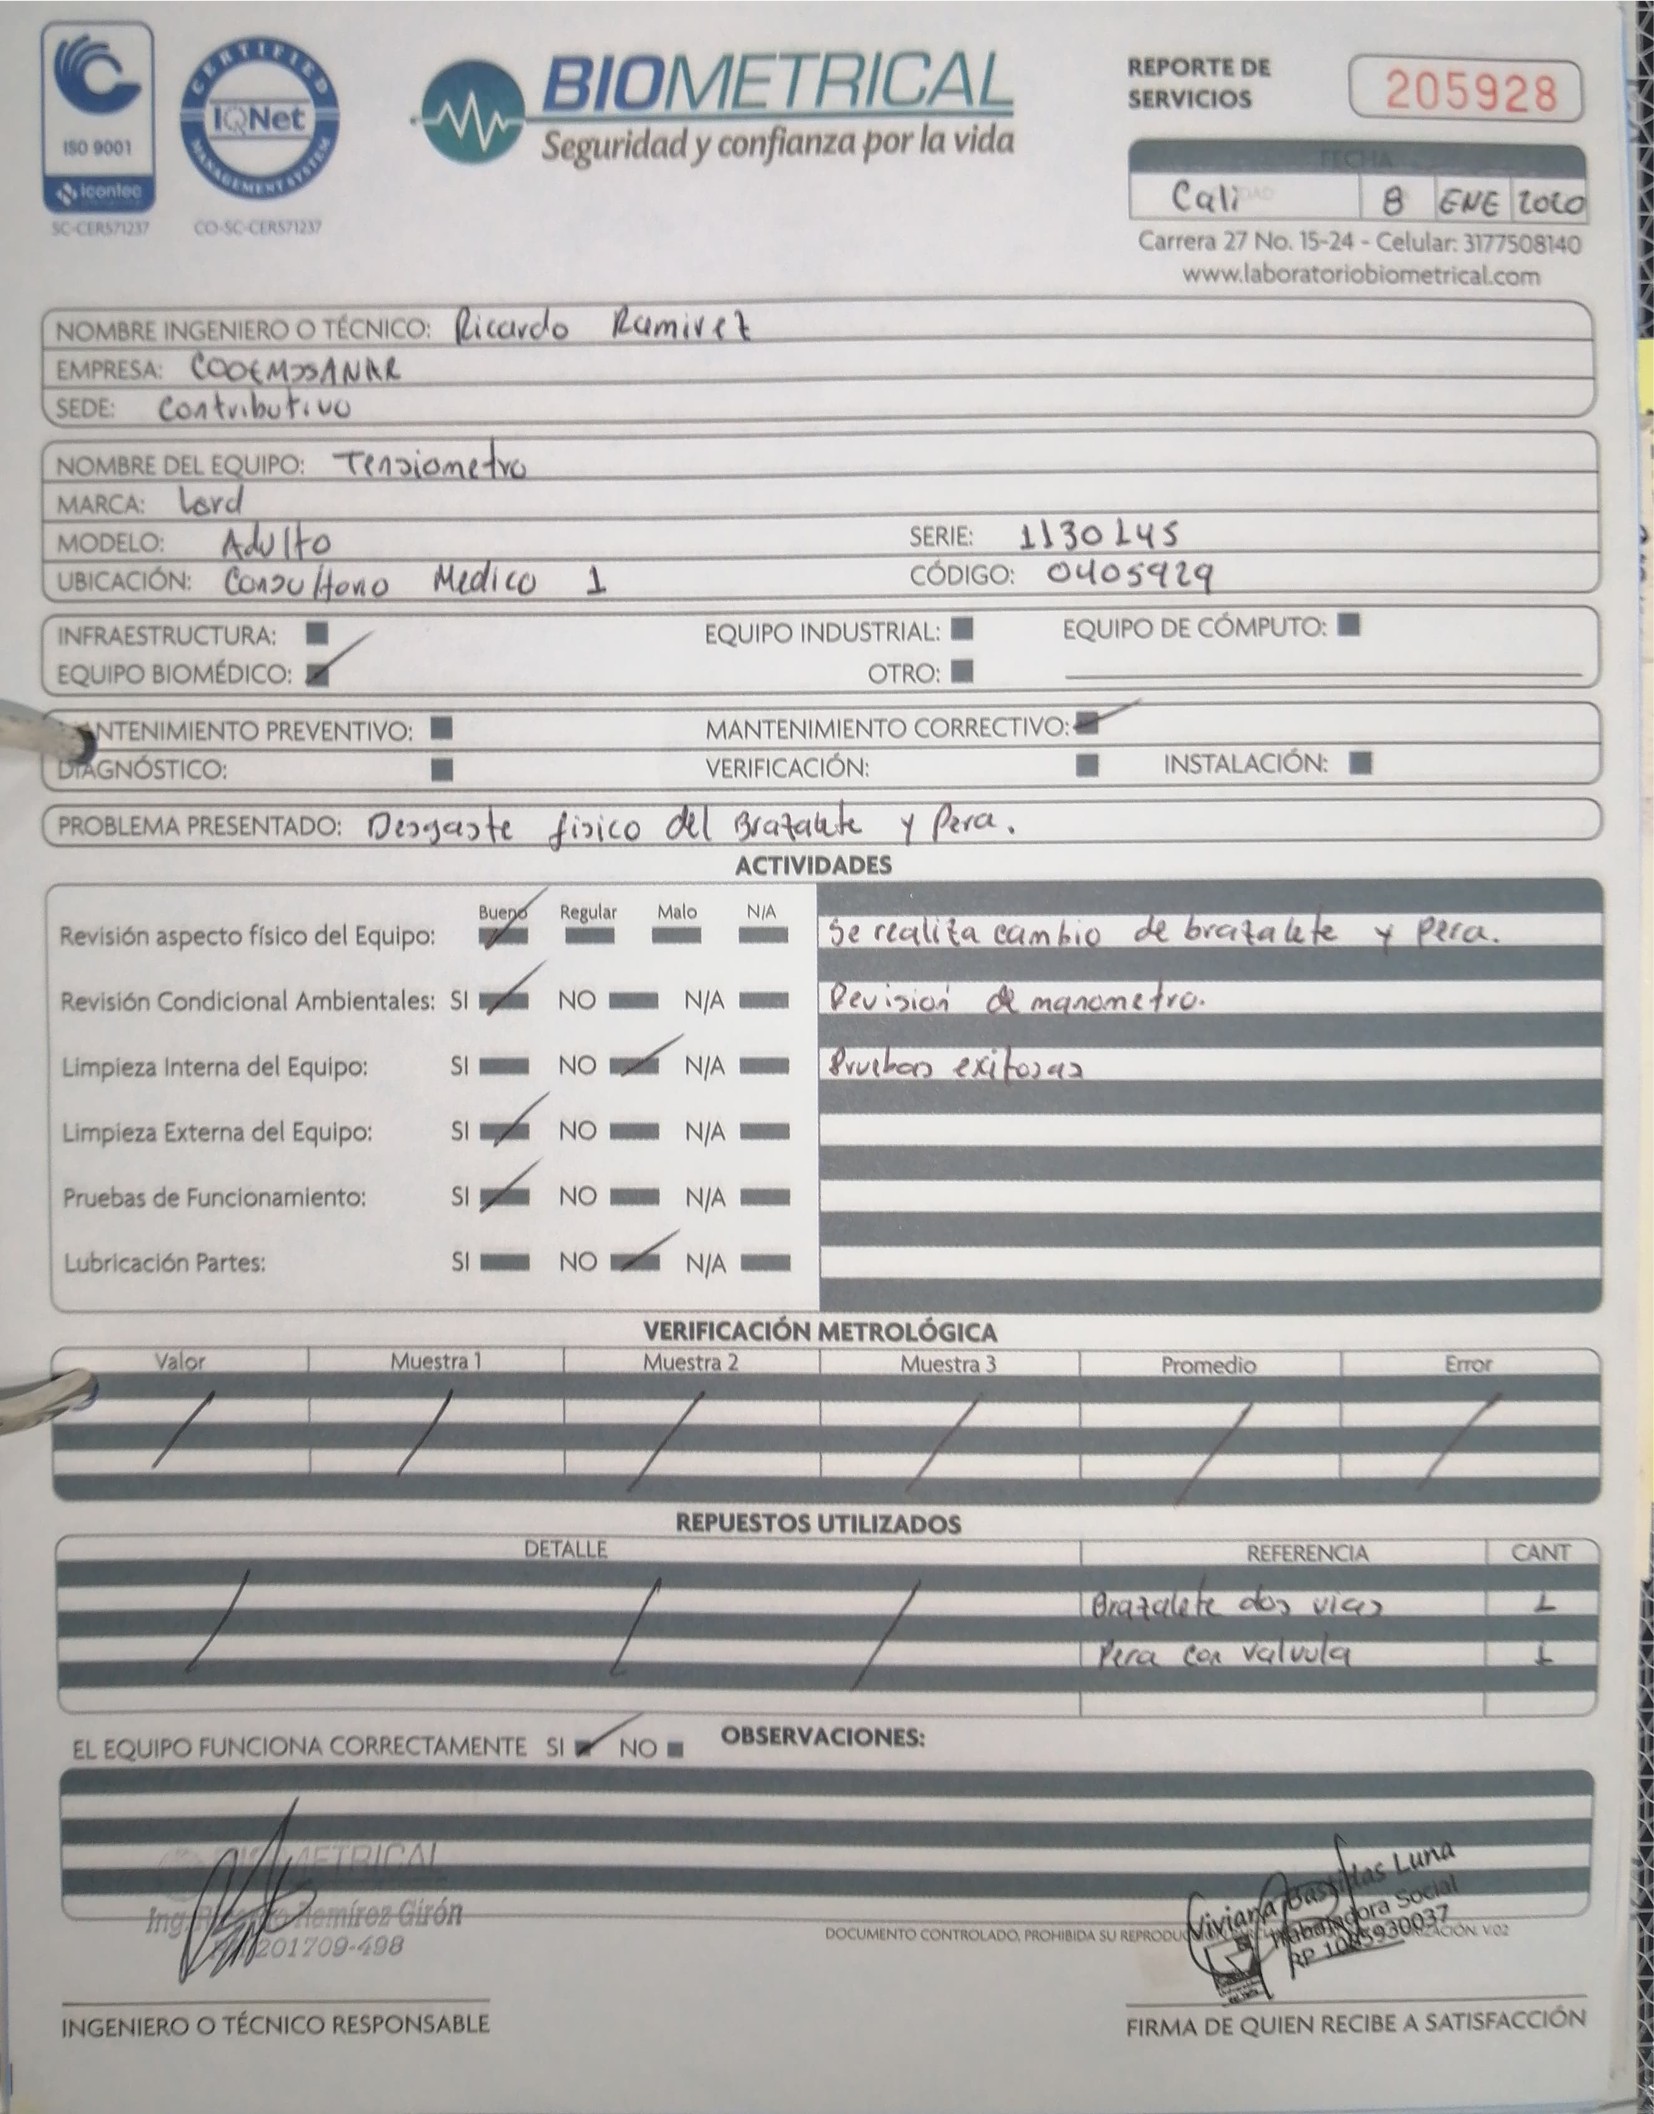 ISO 9001
icontec
SC-CER571237
CERTIFIED
IQNet
MANAGEMENT SYSTEM
CO-SC-CER571237
BIOMETRICAL
Seguridad y confianza por la vida
REPORTE DE SERVICIOS 205928
FECHA
Cali 8 ENE 2020
Carrera 27 No. 15-24 - Celular: 3177508140
www.laboratoriobiometrical.com
NOMBRE INGENIERO O TÉCNICO: Ricardo Ramirez
EMPRESA: COOEMSSANAR
SEDE: Contributivo
NOMBRE DEL EQUIPO: Tensiometro
MARCA: Lord
MODELO: Adulto SERIE: 1130145
UBICACIÓN: Consultorio Medico 1 CÓDIGO: 0405929
INFRAESTRUCTURA: EQUIPO INDUSTRIAL: EQUIPO DE CÓMPUTO:
EQUIPO BIOMÉDICO: OTRO:
MANTENIMIENTO PREVENTIVO: MANTENIMIENTO CORRECTIVO:
DIAGNÓSTICO: VERIFICACIÓN: INSTALACIÓN:
PROBLEMA PRESENTADO: Desgaste fisico del Brazalete y Pera.
ACTIVIDADES
Bueno Regular Malo N/A
Revisión aspecto físico del Equipo: Se realiza cambio de brazalete y pera.
Revisión Condicional Ambientales: SI NO N/A Revision de manometro.
Limpieza Interna del Equipo: SI NO N/A Pruebas exitosas
Limpieza Externa del Equipo: SI NO N/A
Pruebas de Funcionamiento: SI NO N/A
Lubricación Partes: SI NO N/A
VERIFICACIÓN METROLÓGICA
Valor Muestra 1 Muestra 2 Muestra 3 Promedio Error
REPUESTOS UTILIZADOS
DETALLE REFERENCIA CANT
Brazalete dos vias 1
Pera con valvula 1
EL EQUIPO FUNCIONA CORRECTAMENTE SI NO OBSERVACIONES:
BIOMETRICAL
Ing. Ricardo Ramírez Girón
201709-498
Viviana Bastidas Luna
Trabajadora Social
RP 1085930037
DOCUMENTO CONTROLADO, PROHIBIDA SU V.02
INGENIERO O TÉCNICO RESPONSABLE
FIRMA DE QUIEN RECIBE A SATISFACCIÓN